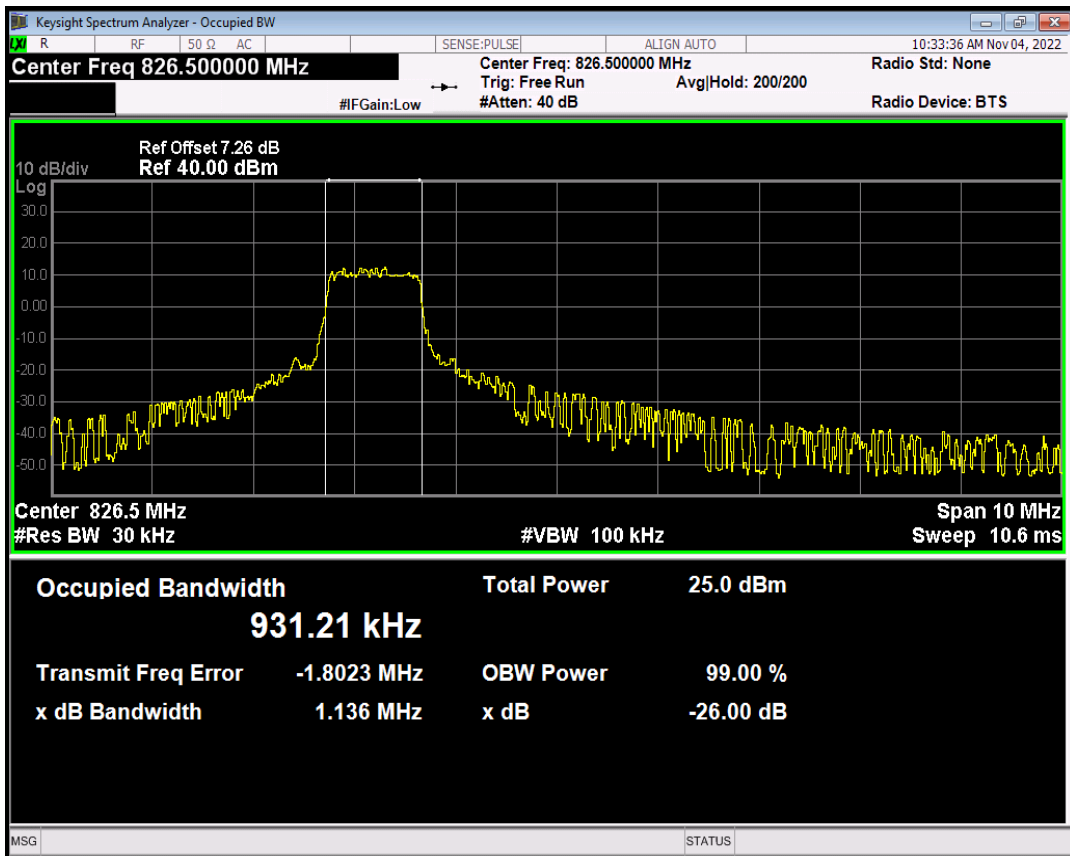 Keysight Spectrum Analyzer - Occupied BW
LXI R RF 50 Ω AC SENSE:PULSE ALIGN AUTO 10:33:36 AM Nov 04, 2022
Center Freq 826.500000 MHz Center Freq: 826.500000 MHz Radio Std: None
Trig: Free Run Avg|Hold: 200/200
#IFGain:Low #Atten: 40 dB Radio Device: BTS
Ref Offset 7.26 dB
10 dB/div Ref 40.00 dBm
Log
30.0
20.0
10.0
0.00
-10.0
-20.0
-30.0
-40.0
-50.0
Center 826.5 MHz Span 10 MHz
#Res BW 30 kHz #VBW 100 kHz Sweep 10.6 ms
Occupied Bandwidth Total Power 25.0 dBm
931.21 kHz
Transmit Freq Error -1.8023 MHz OBW Power 99.00 %
x dB Bandwidth 1.136 MHz x dB -26.00 dB
MSG STATUS